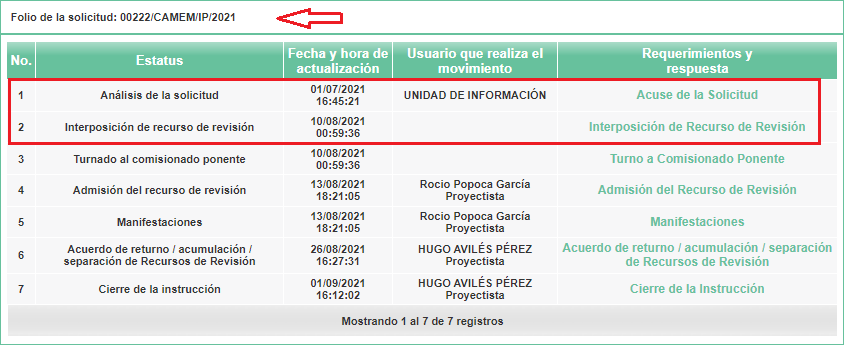 Folio de la solicitud: 00222/CAMEM/IP/2021
No. Estatus Fecha y hora de actualización Usuario que realiza el movimiento Requerimientos y respuesta
1 Análisis de la solicitud 01/07/2021 16:45:21 UNIDAD DE INFORMACIÓN Acuse de la Solicitud
2 Interposición de recurso de revisión 10/08/2021 00:59:36 Interposición de Recurso de Revisión
3 Turnado al comisionado ponente 10/08/2021 00:59:36 Turno a Comisionado Ponente
4 Admisión del recurso de revisión 13/08/2021 18:21:05 Rocio Popoca García Proyectista Admisión del Recurso de Revisión
5 Manifestaciones 13/08/2021 18:21:05 Rocio Popoca García Proyectista Manifestaciones
6 Acuerdo de returno / acumulación / separación de Recursos de Revisión 26/08/2021 16:27:31 HUGO AVILÉS PÉREZ Proyectista Acuerdo de returno / acumulación / separación de Recursos de Revisión
7 Cierre de la instrucción 01/09/2021 16:12:02 HUGO AVILÉS PÉREZ Proyectista Cierre de la Instrucción
Mostrando 1 al 7 de 7 registros